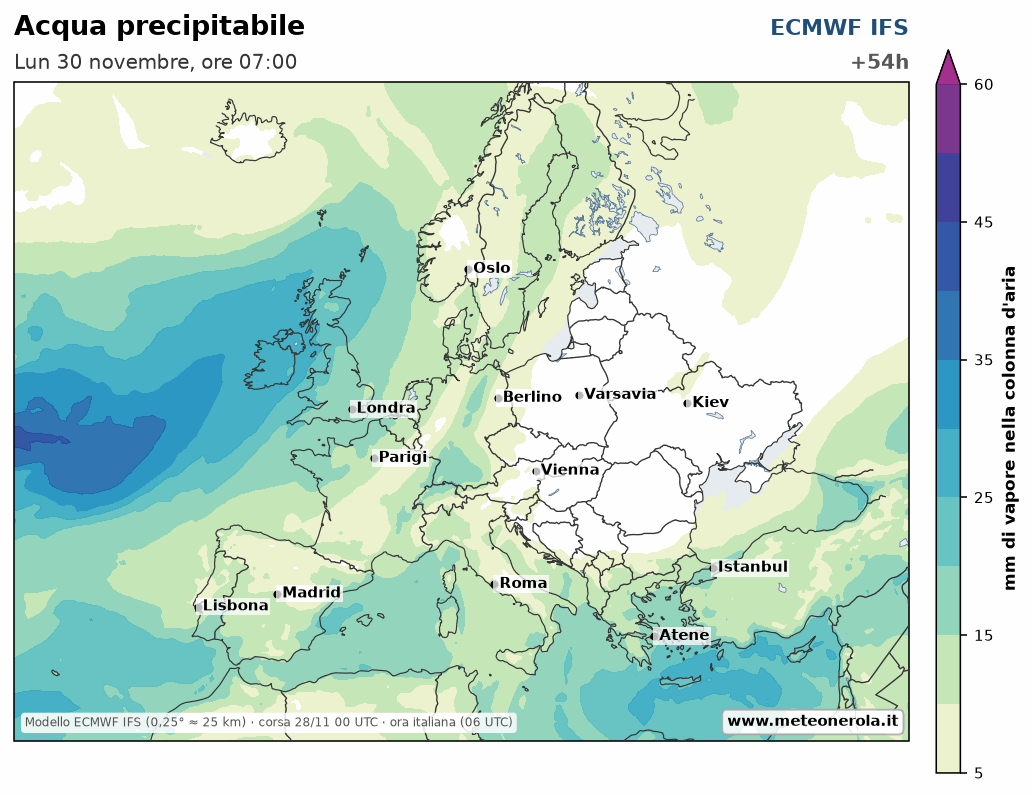 Acqua precipitabile
ECMWF IFS
Lun 30 novembre, ore 07:00
+54h
60
45
35
25
15
5
mm di vapore nella colonna d'aria
Oslo
Londra
Berlino
Varsavia
Kiev
Parigi
Vienna
Istanbul
Roma
Madrid
Lisbona
Atene
Modello ECMWF IFS (0,25° ≈ 25 km) · corsa 28/11 00 UTC · ora italiana (06 UTC)
www.meteonerola.it